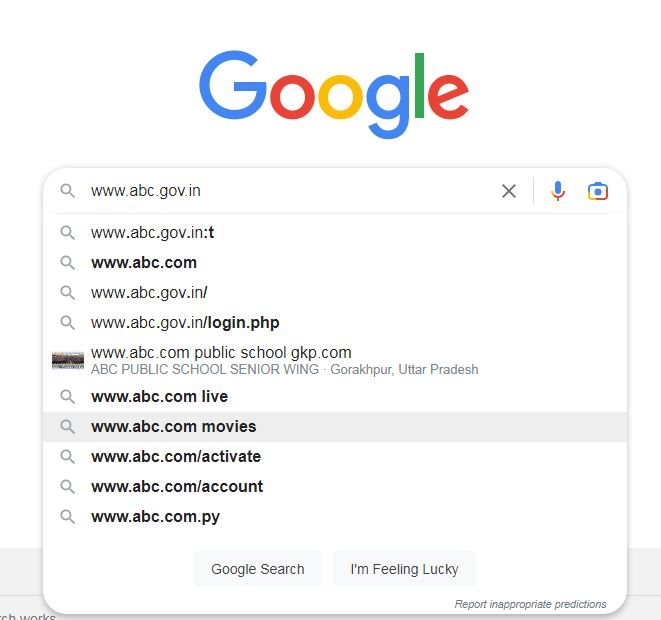 Google
www.abc.gov.in
www.abc.gov.in:t
www.abc.com
www.abc.gov.in/
www.abc.gov.in/login.php
www.abc.com public school gkp.com
ABC PUBLIC SCHOOL SENIOR WING · Gorakhpur, Uttar Pradesh
www.abc.com live
www.abc.com movies
www.abc.com/activate
www.abc.com/account
www.abc.com.py
Google Search I'm Feeling Lucky
Report inappropriate predictions
works